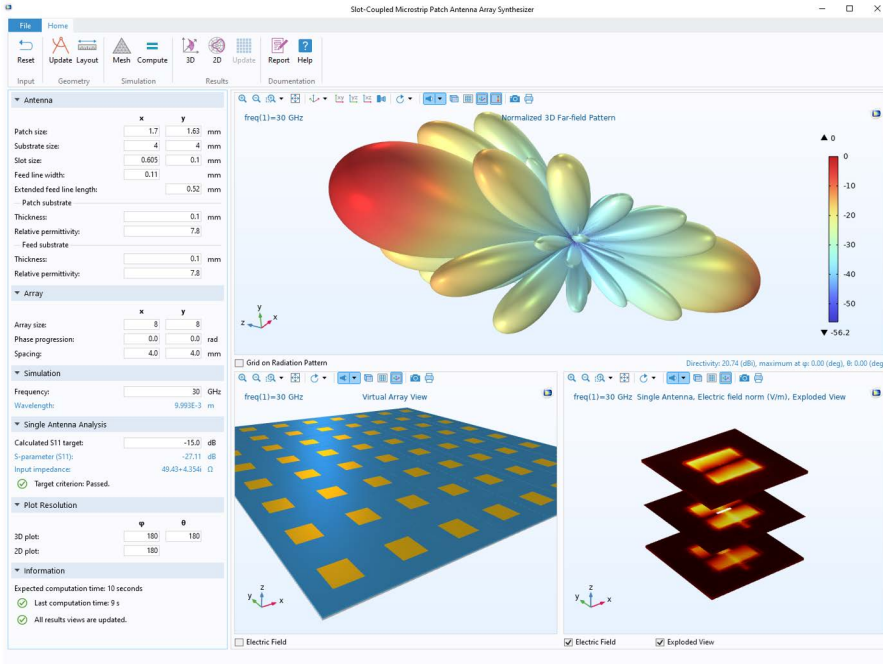 Slot-Coupled Microstrip Patch Antenna Array Synthesizer
File Home
Reset Update Layout Mesh Compute 3D 2D Update Report Help
Input Geometry Simulation Results Documentation
Antenna
x y
Patch size: 1.7 1.63 mm
Substrate size: 4 4 mm
Slot size: 0.605 0.1 mm
Feed line width: 0.11 mm
Extended feed line length: 0.52 mm
Patch substrate
Thickness: 0.1 mm
Relative permittivity: 7.8
Feed substrate
Thickness: 0.1 mm
Relative permittivity: 7.8
Array
x y
Array size: 8 8
Phase progression: 0.0 0.0 rad
Spacing: 4.0 4.0 mm
Simulation
Frequency: 30 GHz
Wavelength: 9.993E-3 m
Single Antenna Analysis
Calculated S11 target: -15.0 dB
S-parameter (S11): -27.11 dB
Input impedance: 49.43+4.354i Ω
Target criterion: Passed.
Plot Resolution
φ θ
3D plot: 180 180
2D plot: 180
Information
Expected computation time: 10 seconds
Last computation time: 9 s
All results views are updated.
freq(1)=30 GHz Normalized 3D Far-field Pattern
▲ 0
0
-10
-20
-30
-40
-50
▼ -56.2
y
z x
Grid on Radiation Pattern
Directivity: 20.74 (dBi), maximum at φ: 0.00 (deg), θ: 0.00 (deg
freq(1)=30 GHz Virtual Array View
z
y x
Electric Field
freq(1)=30 GHz Single Antenna, Electric field norm (V/m), Exploded View
z
y x
Electric Field Exploded View